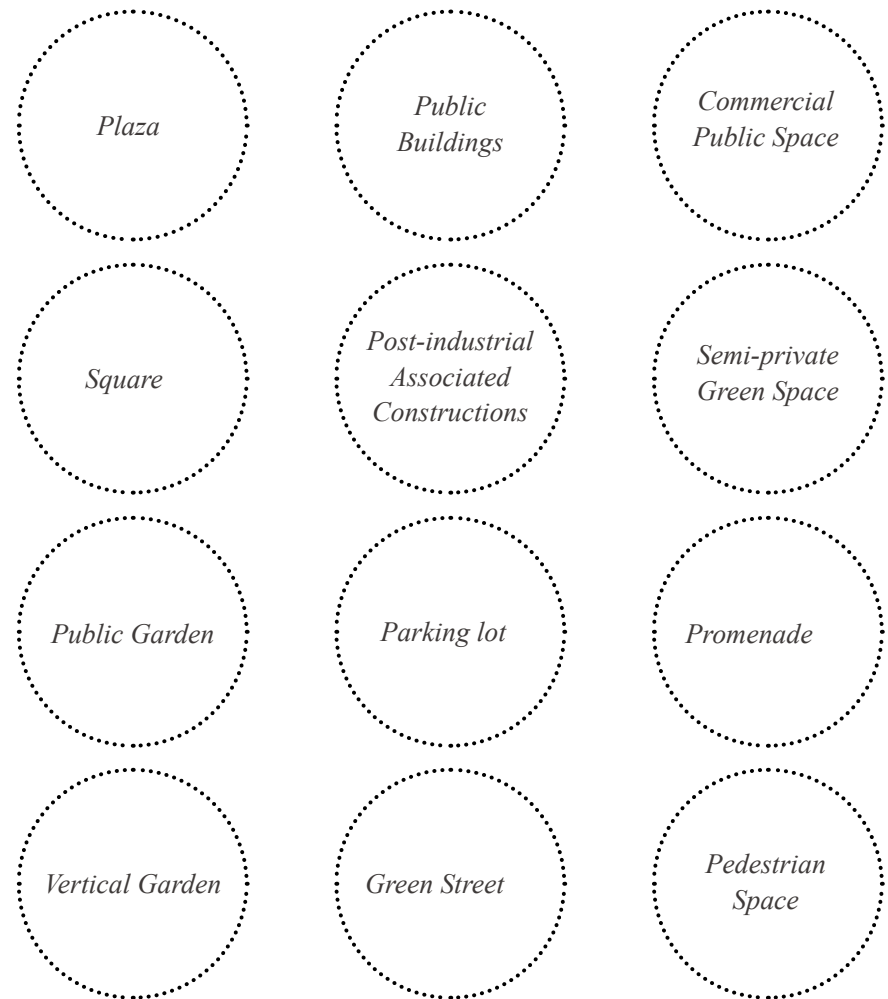 Plaza
Public
Buildings
Commercial
Public Space
Square
Post-industrial
Associated
Constructions
Semi-private
Green Space
Public Garden
Parking lot
Promenade
Vertical Garden
Green Street
Pedestrian
Space